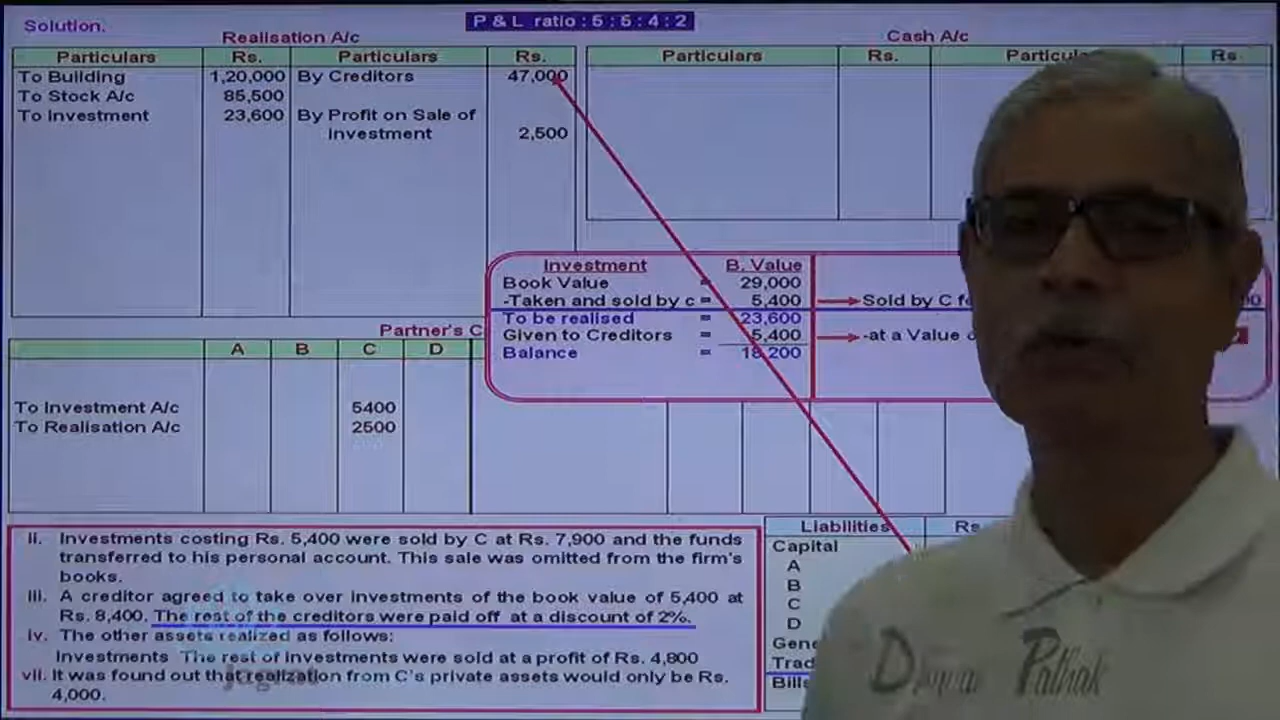 Solution.
P & L ratio : 5 : 5 : 4 : 2
Realisation A/c
Particulars Rs. Particulars Rs.
To Building 1,20,000 By Creditors 47,000
To Stock A/c 85,500
To Investment 23,600 By Profit on Sale of
Investment 2,500
Cash A/c
Particulars Rs. Rs
Investment B. Value
Book Value = 29,000
-Taken and sold by c = 5,400 Sold by C
To be realised = 23,600
Given to Creditors = 5,400 -at a Value
Balance = 18,200
Partner's C
A B C D
To Investment A/c 5400
To Realisation A/c 2500
ii. Investments costing Rs. 5,400 were sold by C at Rs. 7,900 and the funds
transferred to his personal account. This sale was omitted from the firm's
books.
iii. A creditor agreed to take over investments of the book value of 5,400 at
Rs. 8,400. The rest of the creditors were paid off at a discount of 2%.
iv. The other assets realized as follows:
Investments The rest of investments were sold at a profit of Rs. 4,800
vii. It was found out that realization from C's private assets would only be Rs.
4,000.
Liabilities Rs
Capital
A
B
C
D
Gene
Trad
Bills